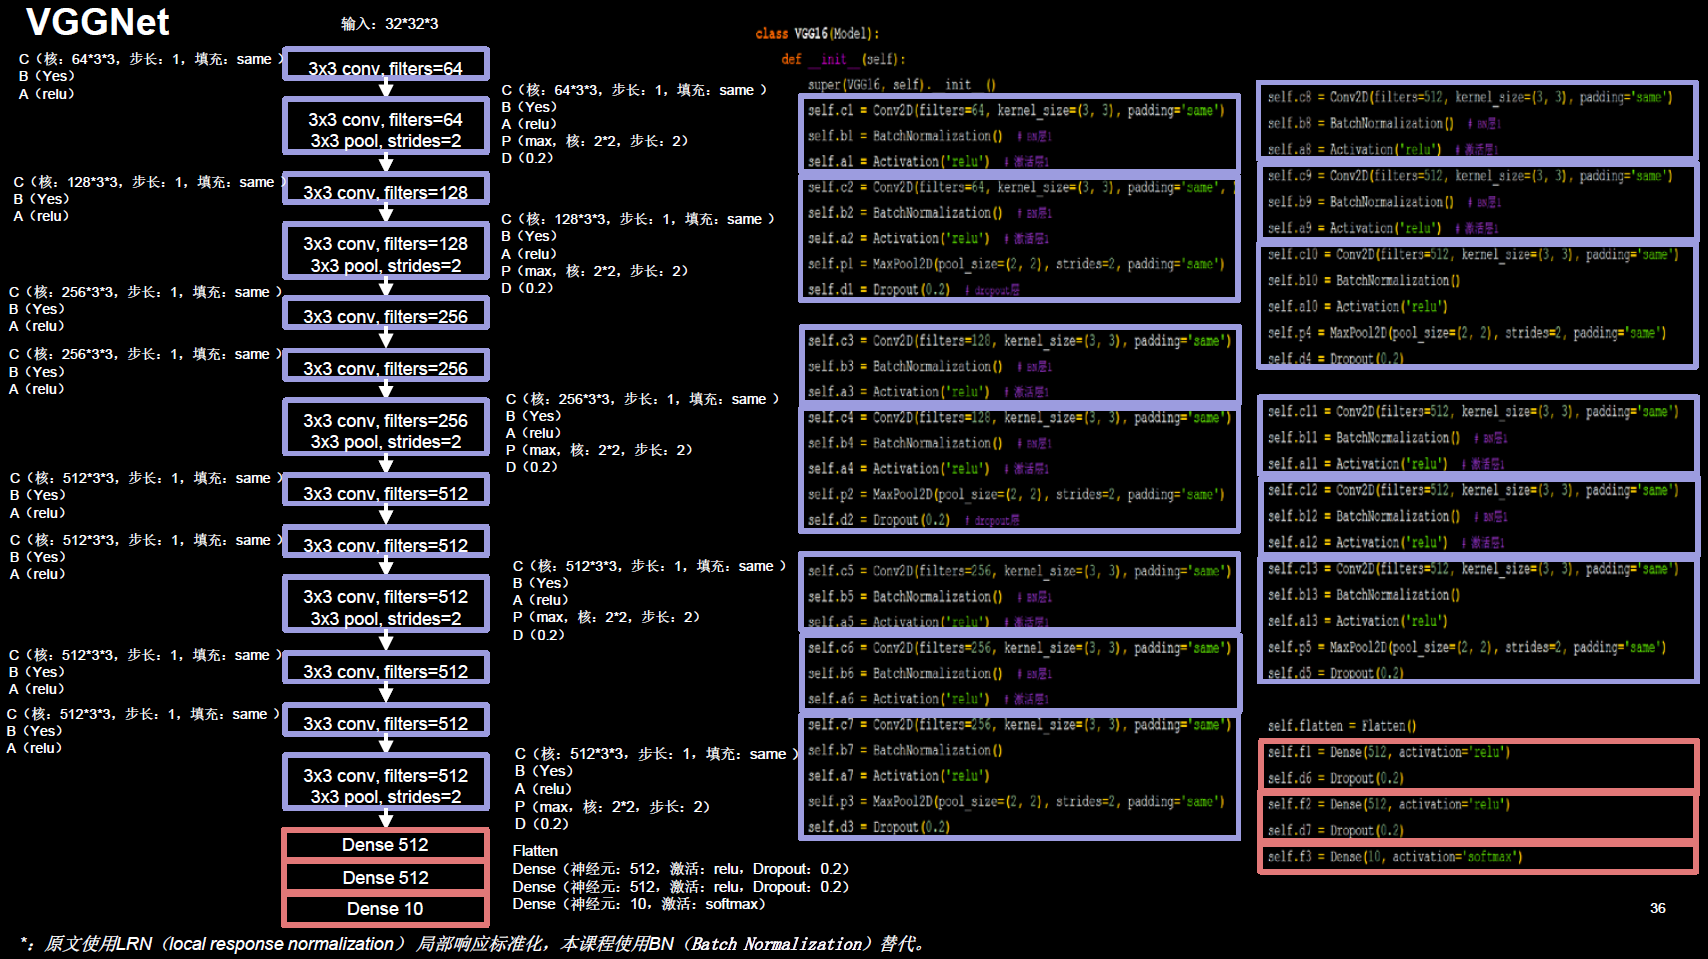 VGGNet
输入：32*32*3
C（核：64*3*3，步长：1，填充：same ）
B（Yes）
A（relu）
3x3 conv, filters=64
C（核：64*3*3，步长：1，填充：same ）
B（Yes）
A（relu）
P（max，核：2*2，步长：2）
D（0.2）
3x3 conv, filters=64
3x3 pool, strides=2
C（核：128*3*3，步长：1，填充：same ）
B（Yes）
A（relu）
3x3 conv, filters=128
C（核：128*3*3，步长：1，填充：same ）
B（Yes）
A（relu）
P（max，核：2*2，步长：2）
D（0.2）
3x3 conv, filters=128
3x3 pool, strides=2
C（核：256*3*3，步长：1，填充：same ）
B（Yes）
A（relu）
3x3 conv, filters=256
C（核：256*3*3，步长：1，填充：same ）
B（Yes）
A（relu）
3x3 conv, filters=256
C（核：256*3*3，步长：1，填充：same ）
B（Yes）
A（relu）
P（max，核：2*2，步长：2）
D（0.2）
3x3 conv, filters=256
3x3 pool, strides=2
C（核：512*3*3，步长：1，填充：same ）
B（Yes）
A（relu）
3x3 conv, filters=512
C（核：512*3*3，步长：1，填充：same ）
B（Yes）
A（relu）
3x3 conv, filters=512
C（核：512*3*3，步长：1，填充：same ）
B（Yes）
A（relu）
P（max，核：2*2，步长：2）
D（0.2）
3x3 conv, filters=512
3x3 pool, strides=2
C（核：512*3*3，步长：1，填充：same ）
B（Yes）
A（relu）
3x3 conv, filters=512
C（核：512*3*3，步长：1，填充：same ）
B（Yes）
A（relu）
3x3 conv, filters=512
C（核：512*3*3，步长：1，填充：same ）
B（Yes）
A（relu）
P（max，核：2*2，步长：2）
D（0.2）
3x3 conv, filters=512
3x3 pool, strides=2
Dense 512
Dense 512
Dense 10
Flatten
Dense（神经元：512，激活：relu，Dropout：0.2）
Dense（神经元：512，激活：relu，Dropout：0.2）
Dense（神经元：10，激活：softmax）
class VGG16(Model):
def __init__(self):
super(VGG16, self).__init__()
self.c1 = Conv2D(filters=64, kernel_size=(3, 3), padding='same')
self.b1 = BatchNormalization() # BN层1
self.a1 = Activation('relu') # 激活层1
self.c2 = Conv2D(filters=64, kernel_size=(3, 3), padding='same', )
self.b2 = BatchNormalization() # BN层1
self.a2 = Activation('relu') # 激活层1
self.p1 = MaxPool2D(pool_size=(2, 2), strides=2, padding='same')
self.d1 = Dropout(0.2) # dropout层
self.c3 = Conv2D(filters=128, kernel_size=(3, 3), padding='same')
self.b3 = BatchNormalization() # BN层1
self.a3 = Activation('relu') # 激活层1
self.c4 = Conv2D(filters=128, kernel_size=(3, 3), padding='same')
self.b4 = BatchNormalization() # BN层1
self.a4 = Activation('relu') # 激活层1
self.p2 = MaxPool2D(pool_size=(2, 2), strides=2, padding='same')
self.d2 = Dropout(0.2) # dropout层
self.c5 = Conv2D(filters=256, kernel_size=(3, 3), padding='same')
self.b5 = BatchNormalization() # BN层1
self.a5 = Activation('relu') # 激活层1
self.c6 = Conv2D(filters=256, kernel_size=(3, 3), padding='same')
self.b6 = BatchNormalization() # BN层1
self.a6 = Activation('relu') # 激活层1
self.c7 = Conv2D(filters=256, kernel_size=(3, 3), padding='same')
self.b7 = BatchNormalization()
self.a7 = Activation('relu')
self.p3 = MaxPool2D(pool_size=(2, 2), strides=2, padding='same')
self.d3 = Dropout(0.2)
self.c8 = Conv2D(filters=512, kernel_size=(3, 3), padding='same')
self.b8 = BatchNormalization() # BN层1
self.a8 = Activation('relu') # 激活层1
self.c9 = Conv2D(filters=512, kernel_size=(3, 3), padding='same')
self.b9 = BatchNormalization() # BN层1
self.a9 = Activation('relu') # 激活层1
self.c10 = Conv2D(filters=512, kernel_size=(3, 3), padding='same')
self.b10 = BatchNormalization()
self.a10 = Activation('relu')
self.p4 = MaxPool2D(pool_size=(2, 2), strides=2, padding='same')
self.d4 = Dropout(0.2)
self.c11 = Conv2D(filters=512, kernel_size=(3, 3), padding='same')
self.b11 = BatchNormalization() # BN层1
self.a11 = Activation('relu') # 激活层1
self.c12 = Conv2D(filters=512, kernel_size=(3, 3), padding='same')
self.b12 = BatchNormalization() # BN层1
self.a12 = Activation('relu') # 激活层1
self.c13 = Conv2D(filters=512, kernel_size=(3, 3), padding='same')
self.b13 = BatchNormalization()
self.a13 = Activation('relu')
self.p5 = MaxPool2D(pool_size=(2, 2), strides=2, padding='same')
self.d5 = Dropout(0.2)
self.flatten = Flatten()
self.f1 = Dense(512, activation='relu')
self.d6 = Dropout(0.2)
self.f2 = Dense(512, activation='relu')
self.d7 = Dropout(0.2)
self.f3 = Dense(10, activation='softmax')
36
*：原文使用LRN（local response normalization）局部响应标准化，本课程使用BN（Batch Normalization）替代。